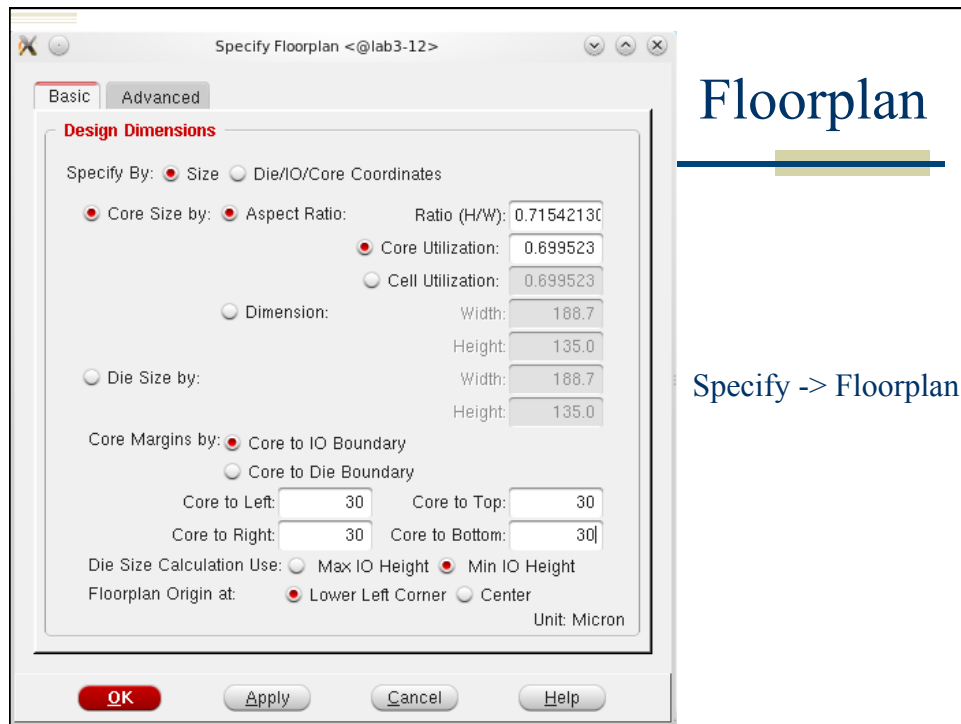 Specify Floorplan <@lab3-12>
Basic Advanced
Design Dimensions
Specify By: Size Die/IO/Core Coordinates
Core Size by: Aspect Ratio: Ratio (H/W): 0.71542130
Core Utilization: 0.699523
Cell Utilization: 0.699523
Dimension: Width: 188.7
Height: 135.0
Die Size by: Width: 188.7
Height: 135.0
Core Margins by: Core to IO Boundary
Core to Die Boundary
Core to Left: 30 Core to Top: 30
Core to Right: 30 Core to Bottom: 30
Die Size Calculation Use: Max IO Height Min IO Height
Floorplan Origin at: Lower Left Corner Center
Unit: Micron
OK Apply Cancel Help
Floorplan
Specify -> Floorplan